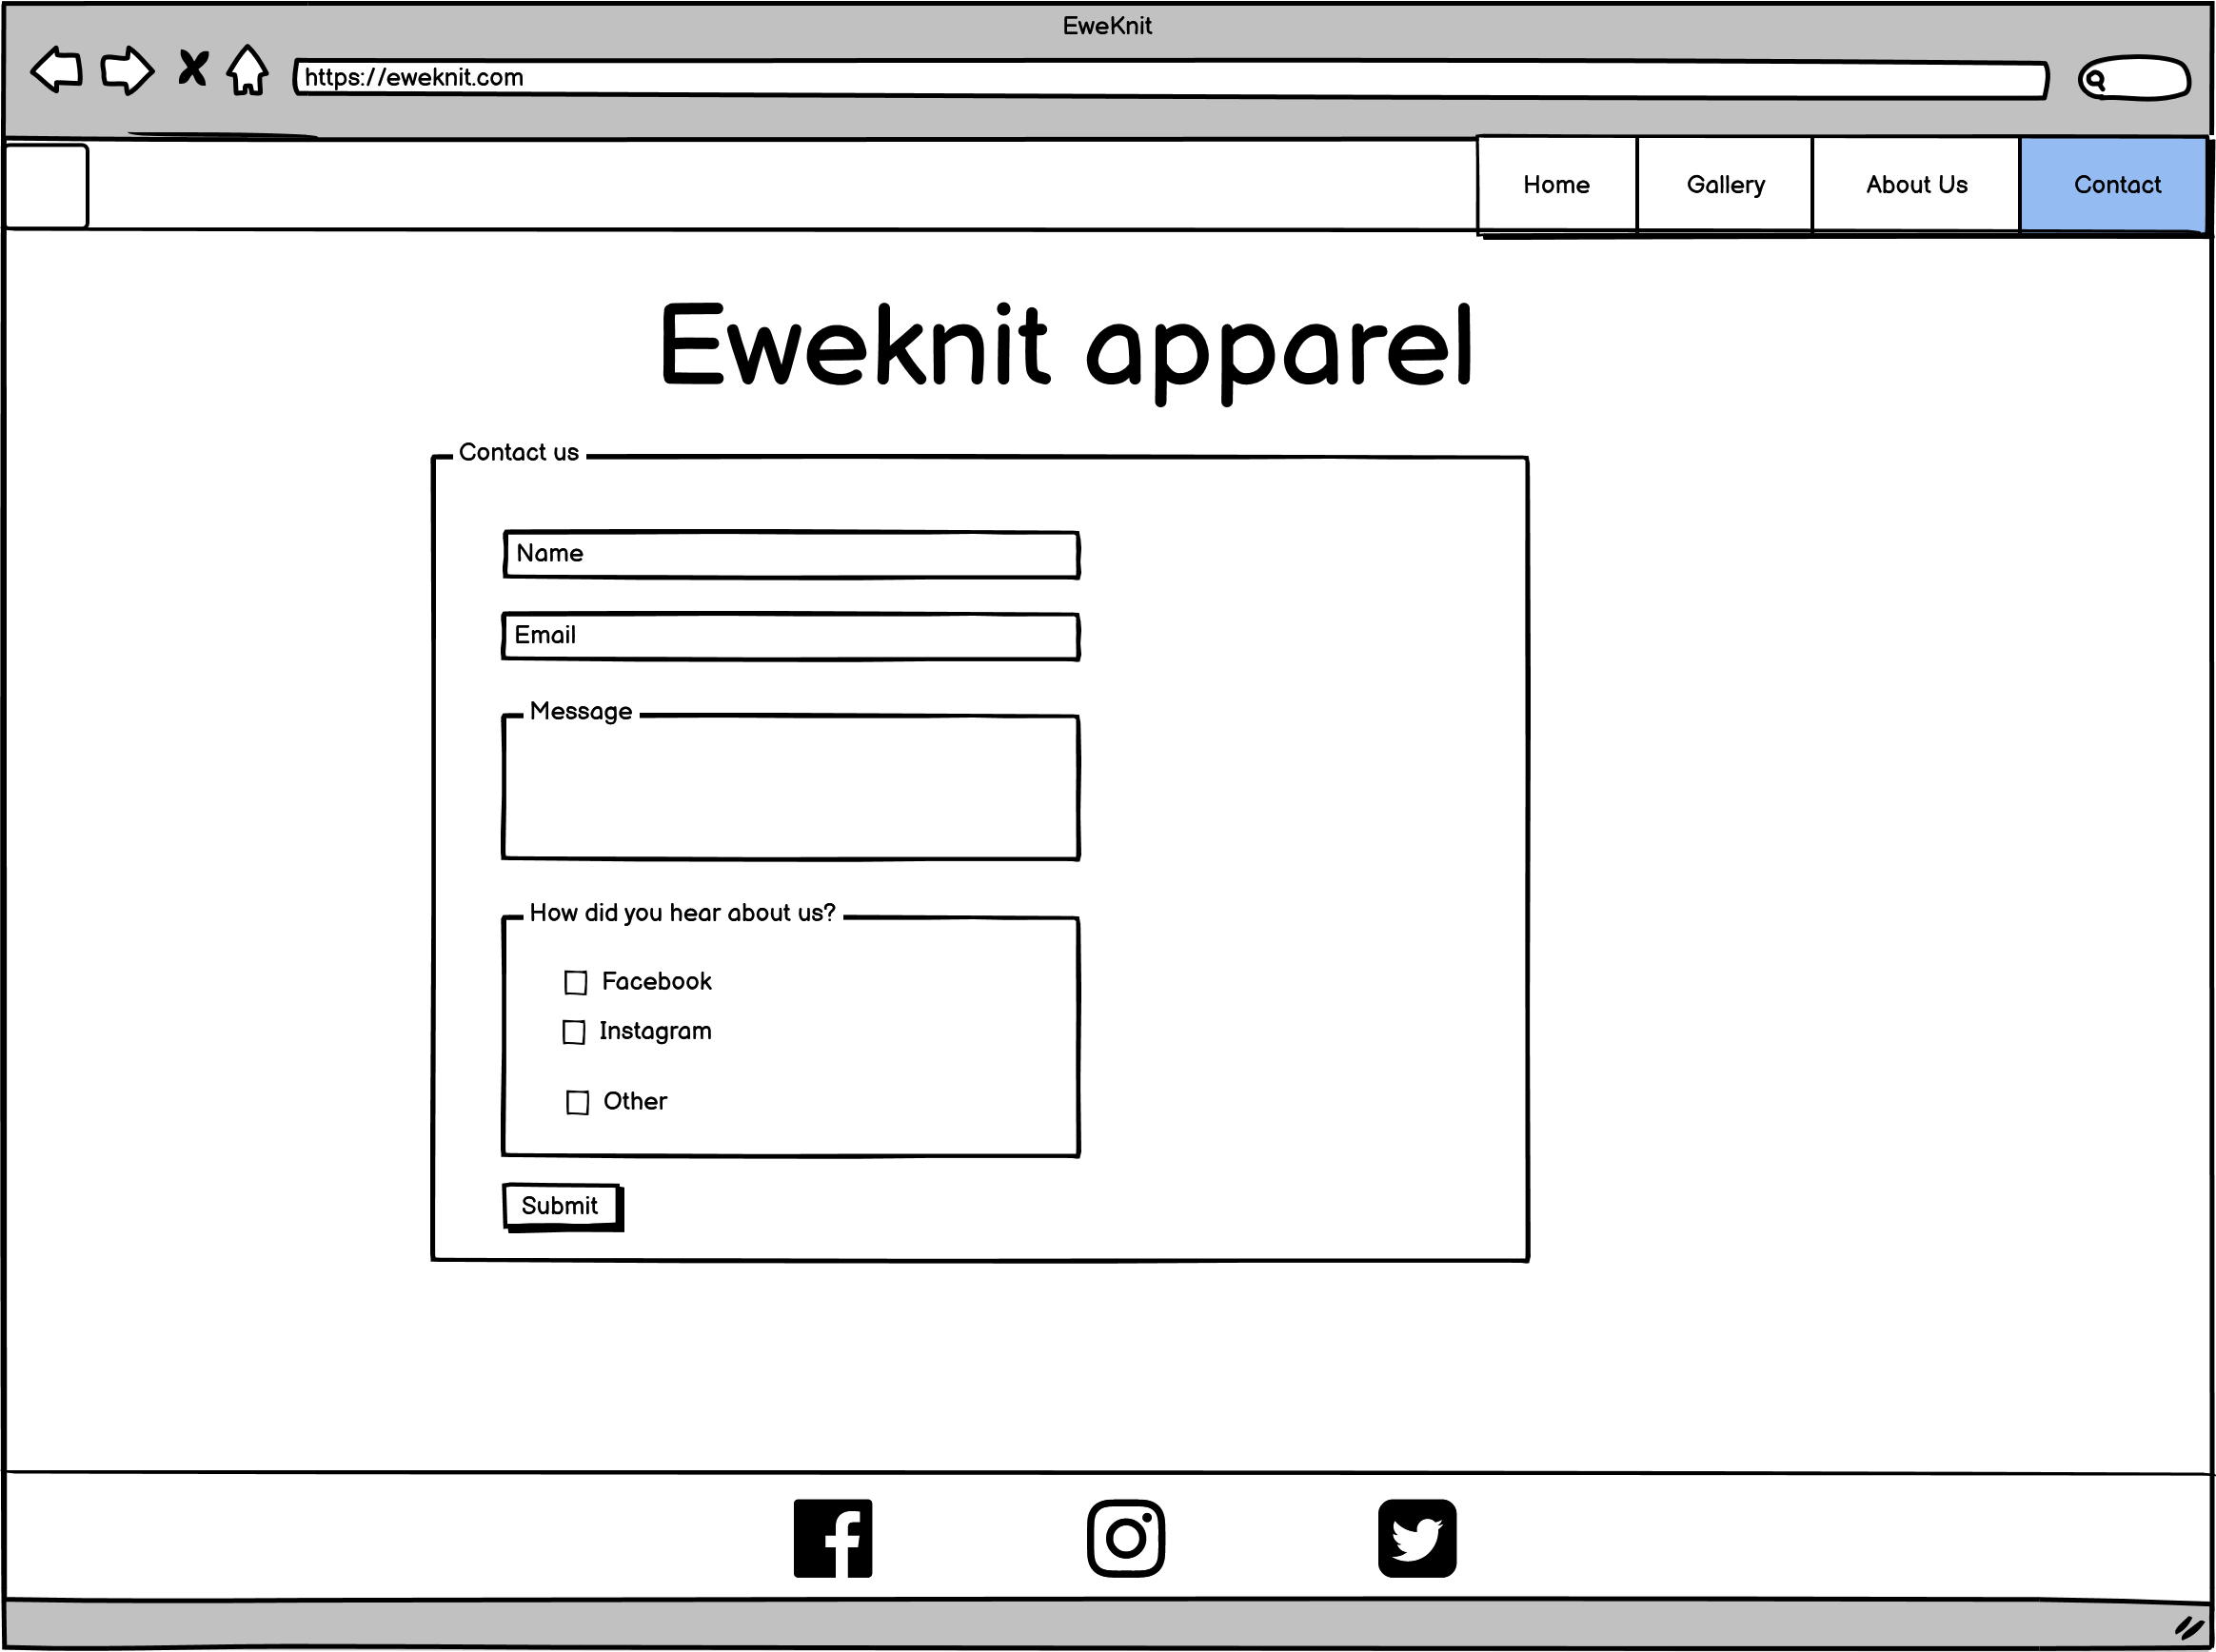 EweKnit
https://eweknit.com
Home Gallery About Us Contact
Eweknit apparel
Contact us
Name
Email
Message
How did you hear about us?
Facebook
Instagram
Other
Submit